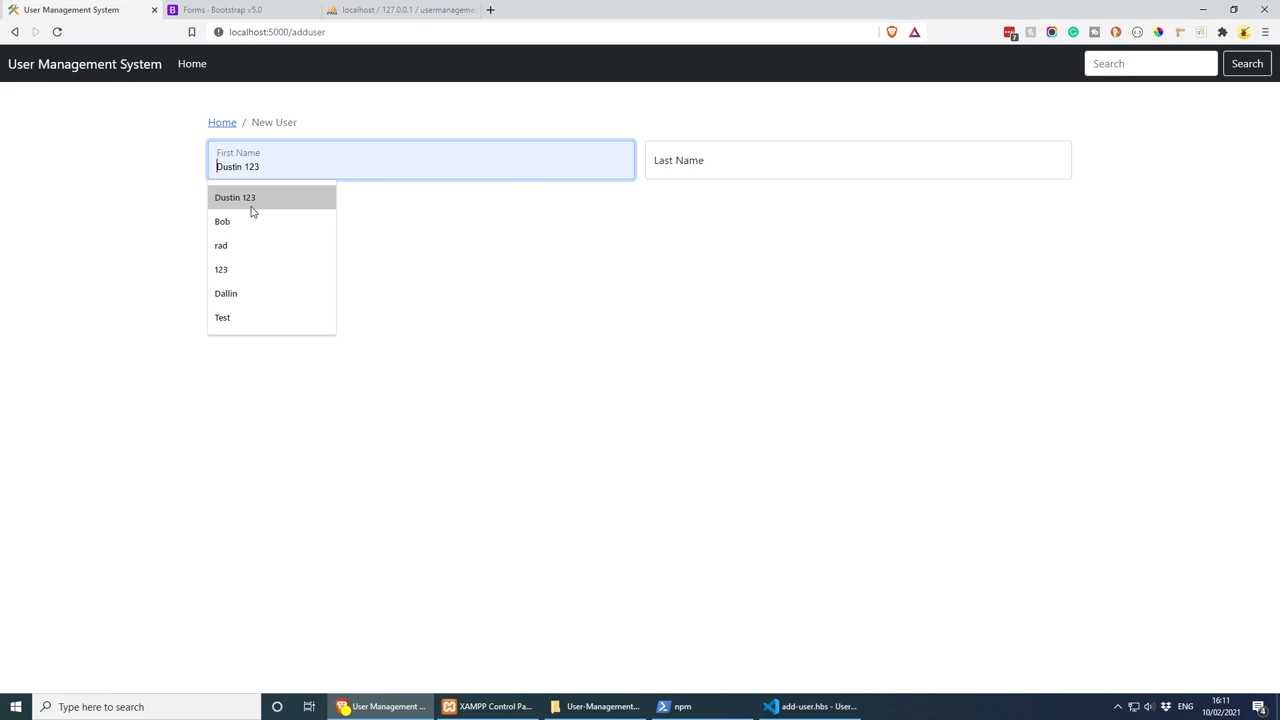 User Management System
Forms · Bootstrap v5.0
localhost / 127.0.0.1 / usermanageme
localhost:5000/adduser
7
User Management System
Home
Search
Search
Home / New User
First Name
Dustin 123
Last Name
Dustin 123
Bob
rad
123
Dallin
Test
Type here to search
User Management ...
XAMPP Control Pa...
User-Management...
npm
add-user.hbs - User...
ENG
16:11
10/02/2021
4